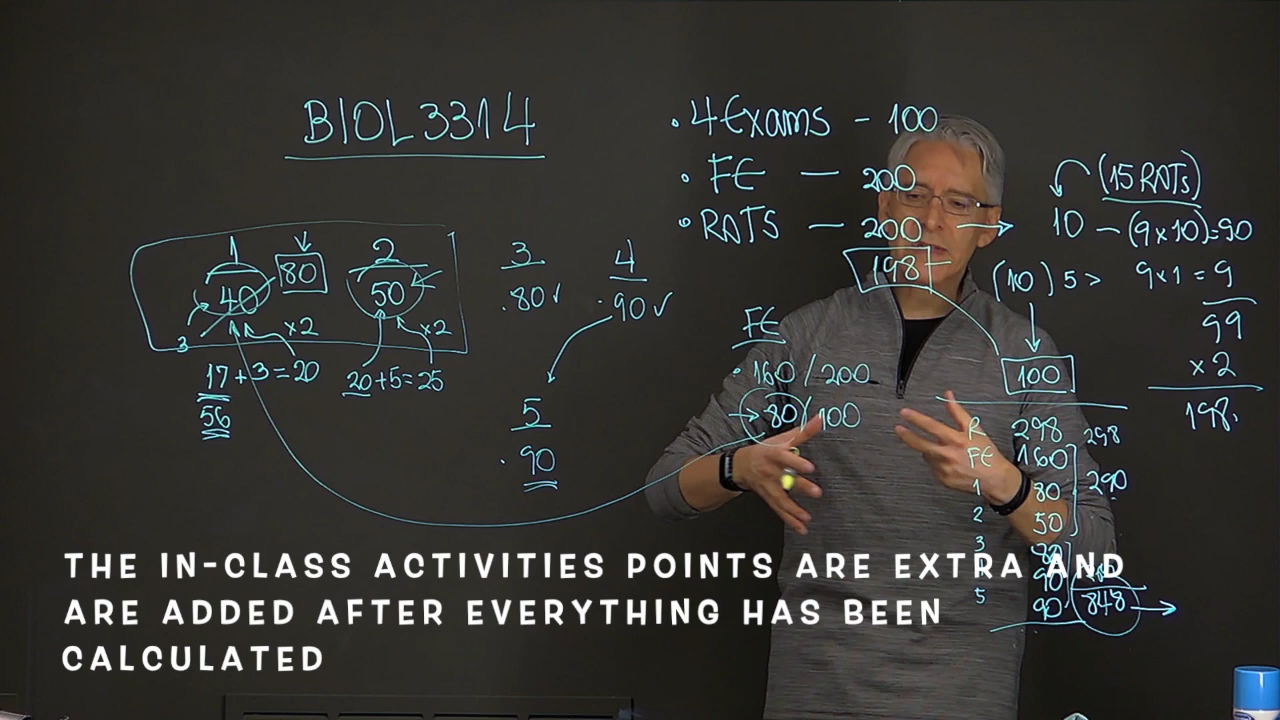 BIOL 3314
• 4 Exams - 100
• FE - 200
• RATS - 200 →
198
(15 RATs)
10 - (9x10)=90
(10) 5 >
9x1 = 9
99
x2
198.
100
1
40
80
3
x2
17+3=20
56
2
50
x2
20+5=25
3
.80✓
4
.90✓
5
.90
FE
• 160/200
→ 80/100
R 298 298
FE 160
290
1 80
2 50
3
90
5 90
848 →
THE IN-CLASS ACTIVITIES POINTS ARE EXTRA AND
ARE ADDED AFTER EVERYTHING HAS BEEN
CALCULATED